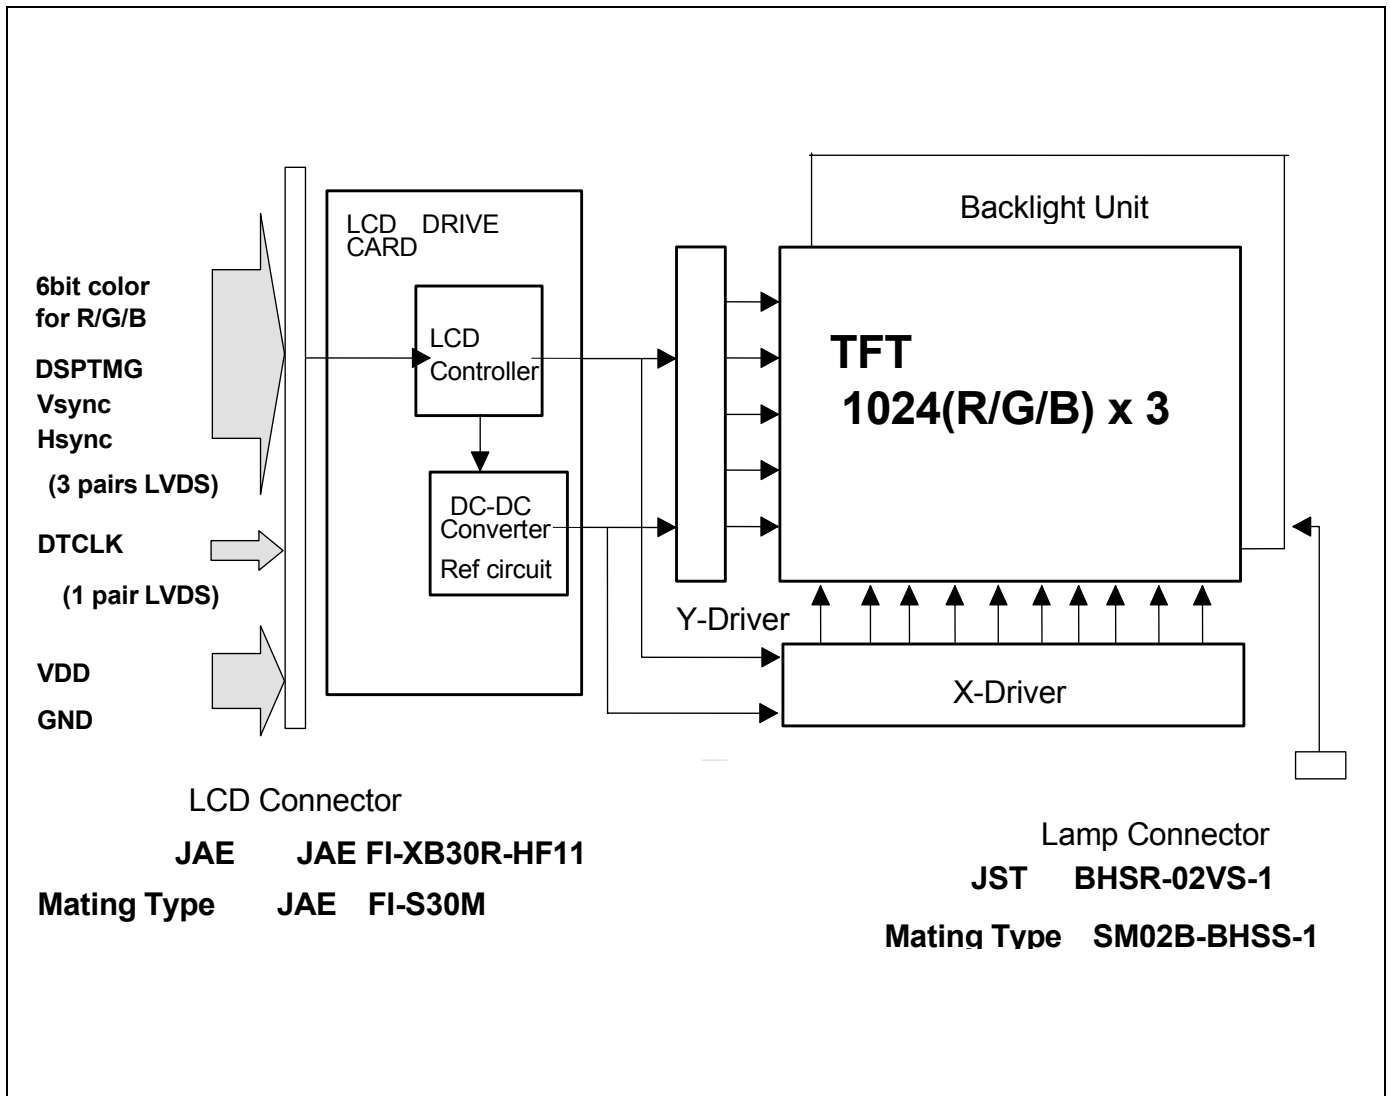 Backlight Unit
LCD DRIVE
CARD
6bit color
for R/G/B
DSPTMG
Vsync
Hsync
(3 pairs LVDS)
DTCLK
(1 pair LVDS)
VDD
GND
LCD
Controller
DC-DC
Converter
Ref circuit
TFT
1024(R/G/B) x 3
Y-Driver
X-Driver
LCD Connector
JAE JAE FI-XB30R-HF11
Mating Type JAE FI-S30M
Lamp Connector
JST BHSR-02VS-1
Mating Type SM02B-BHSS-1